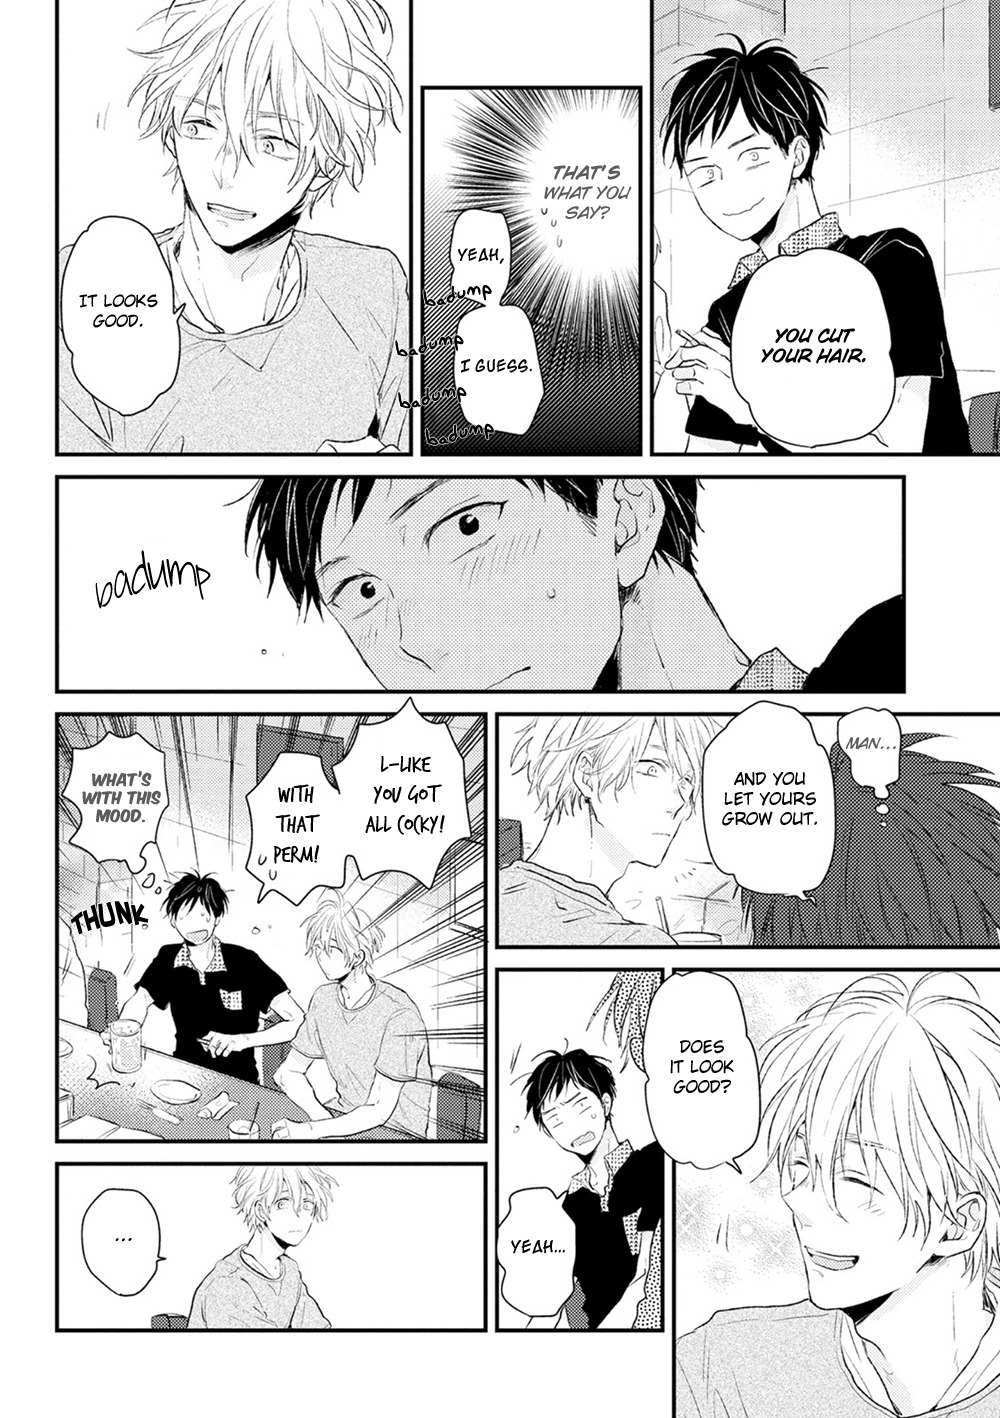 YOU CUT
YOUR HAIR.
THAT'S
WHAT YOU
SAY?
YEAH,
I GUESS.
badump
badump
badump
badump
IT LOOKS
GOOD.
badump
MAN...
AND YOU
LET YOURS
GROW OUT.
DOES
IT LOOK
GOOD?
YEAH...
L-LIKE
YOU GOT
ALL COCKY!
WITH
THAT
PERM!
WHAT'S
WITH THIS
MOOD.
THUNK
...